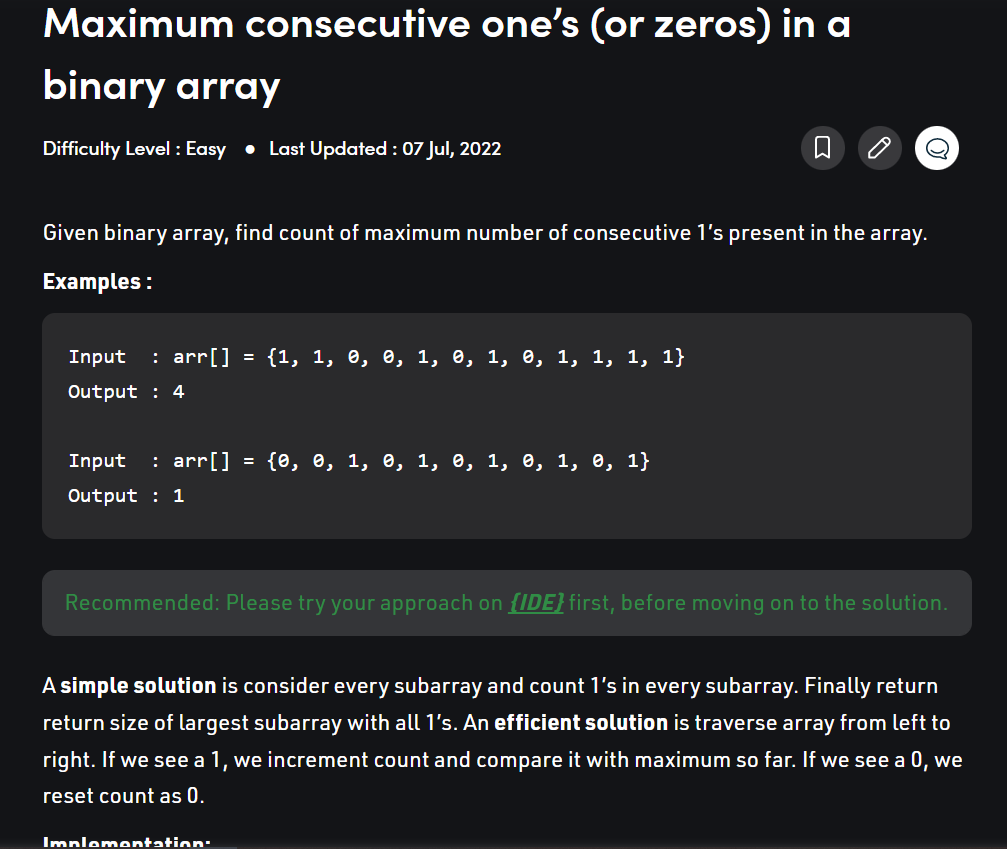 Maximum consecutive one’s (or zeros) in a
binary array
Difficulty Level : Easy ● Last Updated : 07 Jul, 2022
Given binary array, find count of maximum number of consecutive 1’s present in the array.
Examples :
Input  : arr[] = {1, 1, 0, 0, 1, 0, 1, 0, 1, 1, 1, 1}
Output : 4
Input  : arr[] = {0, 0, 1, 0, 1, 0, 1, 0, 1, 0, 1}
Output : 1
Recommended: Please try your approach on {IDE} first, before moving on to the solution.
A simple solution is consider every subarray and count 1’s in every subarray. Finally return
return size of largest subarray with all 1’s. An efficient solution is traverse array from left to
right. If we see a 1, we increment count and compare it with maximum so far. If we see a 0, we
reset count as 0.
Implementation: